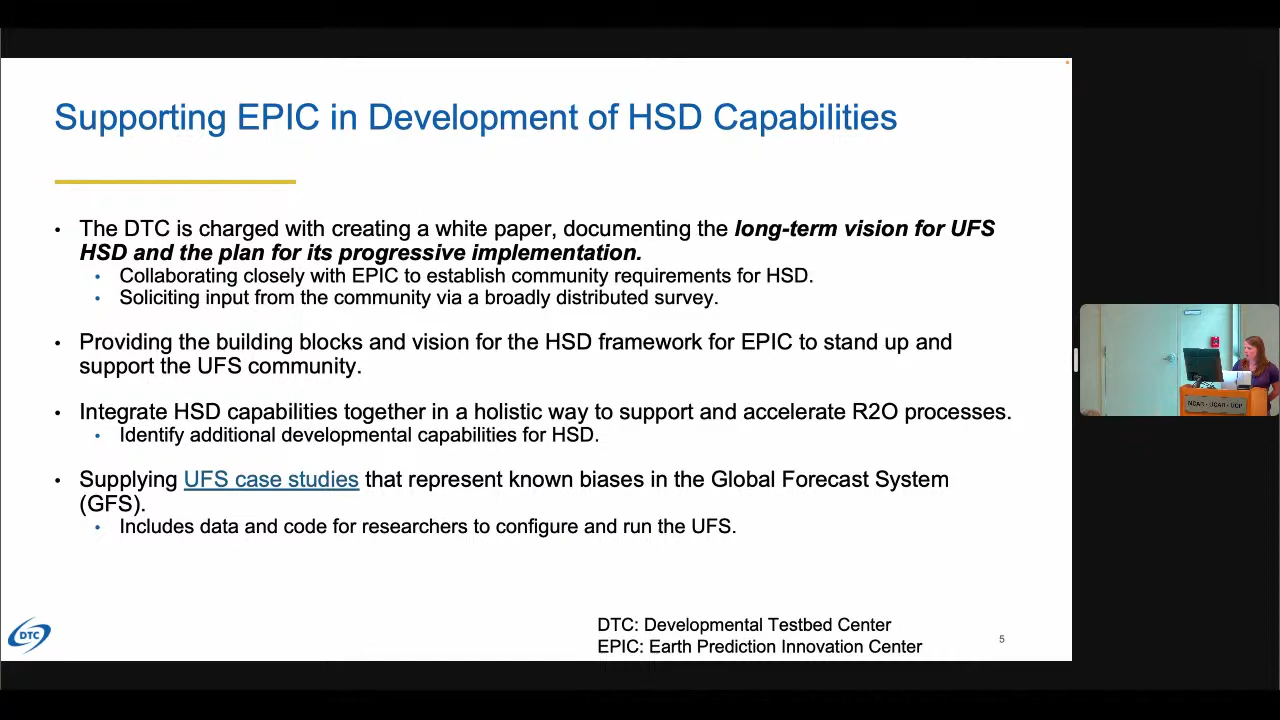 Supporting EPIC in Development of HSD Capabilities
• The DTC is charged with creating a white paper, documenting the long-term vision for UFS
HSD and the plan for its progressive implementation.
• Collaborating closely with EPIC to establish community requirements for HSD.
• Soliciting input from the community via a broadly distributed survey.
• Providing the building blocks and vision for the HSD framework for EPIC to stand up and
support the UFS community.
• Integrate HSD capabilities together in a holistic way to support and accelerate R2O processes.
• Identify additional developmental capabilities for HSD.
• Supplying UFS case studies that represent known biases in the Global Forecast System
(GFS).
• Includes data and code for researchers to configure and run the UFS.
DTC
DTC: Developmental Testbed Center
EPIC: Earth Prediction Innovation Center
5
NCAR - UCAR - UCP